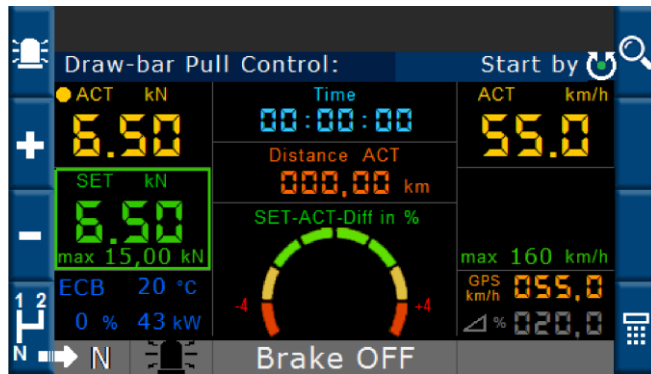 Draw-bar Pull Control: Start by
ACT kN
6.50
Time
00:00:00
ACT km/h
55.0
Distance ACT
000,00 km
SET kN
6.50
max 15,00 kN
SET-ACT-Diff in %
-4 +4
max 160 km/h
ECB 20 °C
0 % 43 kW
GPS km/h 055,0
% 020,0
1 2
N N Brake OFF